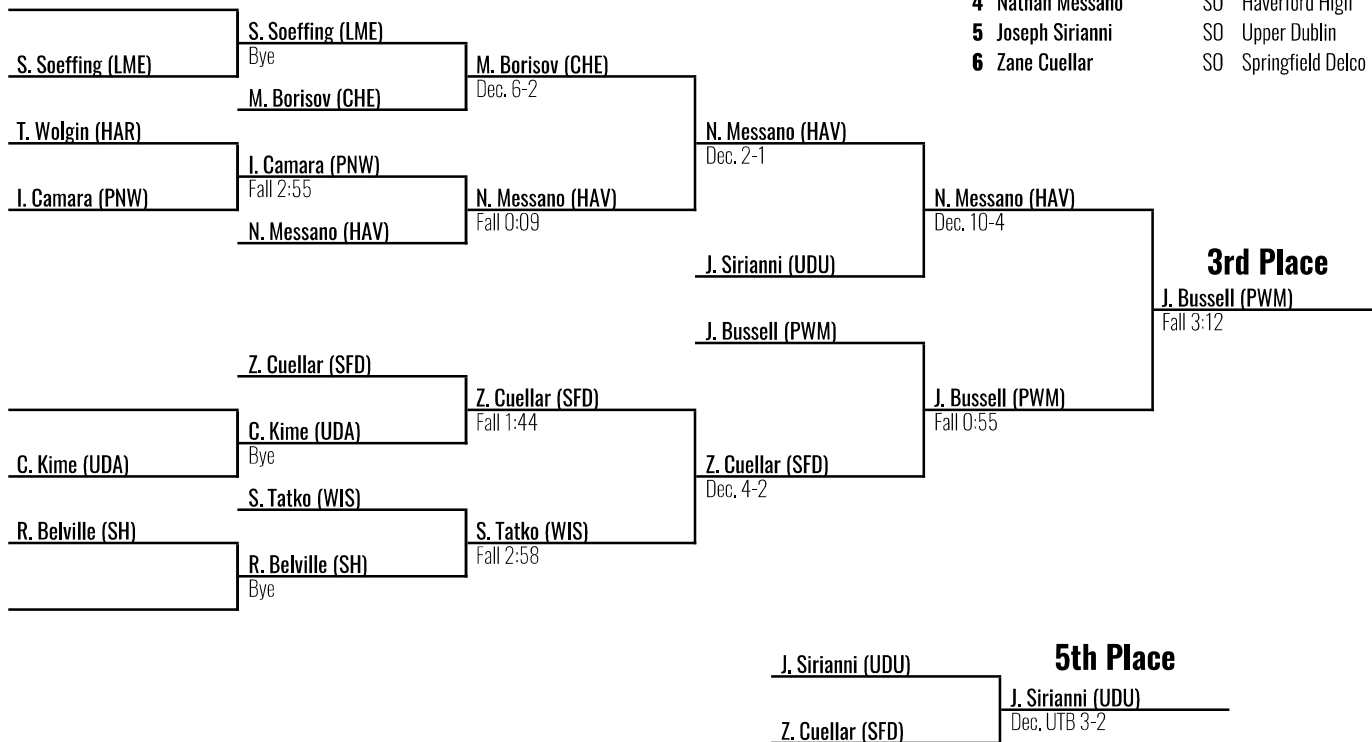 4 Nathan Messano SO Haverford High
5 Joseph Sirianni SO Upper Dublin
6 Zane Cuellar SO Springfield Delco
S. Soeffing (LME)
Bye
S. Soeffing (LME)
M. Borisov (CHE)
Dec. 6-2
M. Borisov (CHE)
T. Wolgin (HAR)
N. Messano (HAV)
Dec. 2-1
I. Camara (PNW)
Fall 2:55
I. Camara (PNW)
N. Messano (HAV)
Fall 0:09
N. Messano (HAV)
Dec. 10-4
N. Messano (HAV)
J. Sirianni (UDU)
3rd Place
J. Bussell (PWM)
Fall 3:12
J. Bussell (PWM)
Z. Cuellar (SFD)
Z. Cuellar (SFD)
Fall 1:44
J. Bussell (PWM)
Fall 0:55
C. Kime (UDA)
Bye
C. Kime (UDA)
Z. Cuellar (SFD)
Dec. 4-2
S. Tatko (WIS)
R. Belville (SH)
S. Tatko (WIS)
Fall 2:58
R. Belville (SH)
Bye
5th Place
J. Sirianni (UDU)
J. Sirianni (UDU)
Dec. UTB 3-2
Z. Cuellar (SFD)